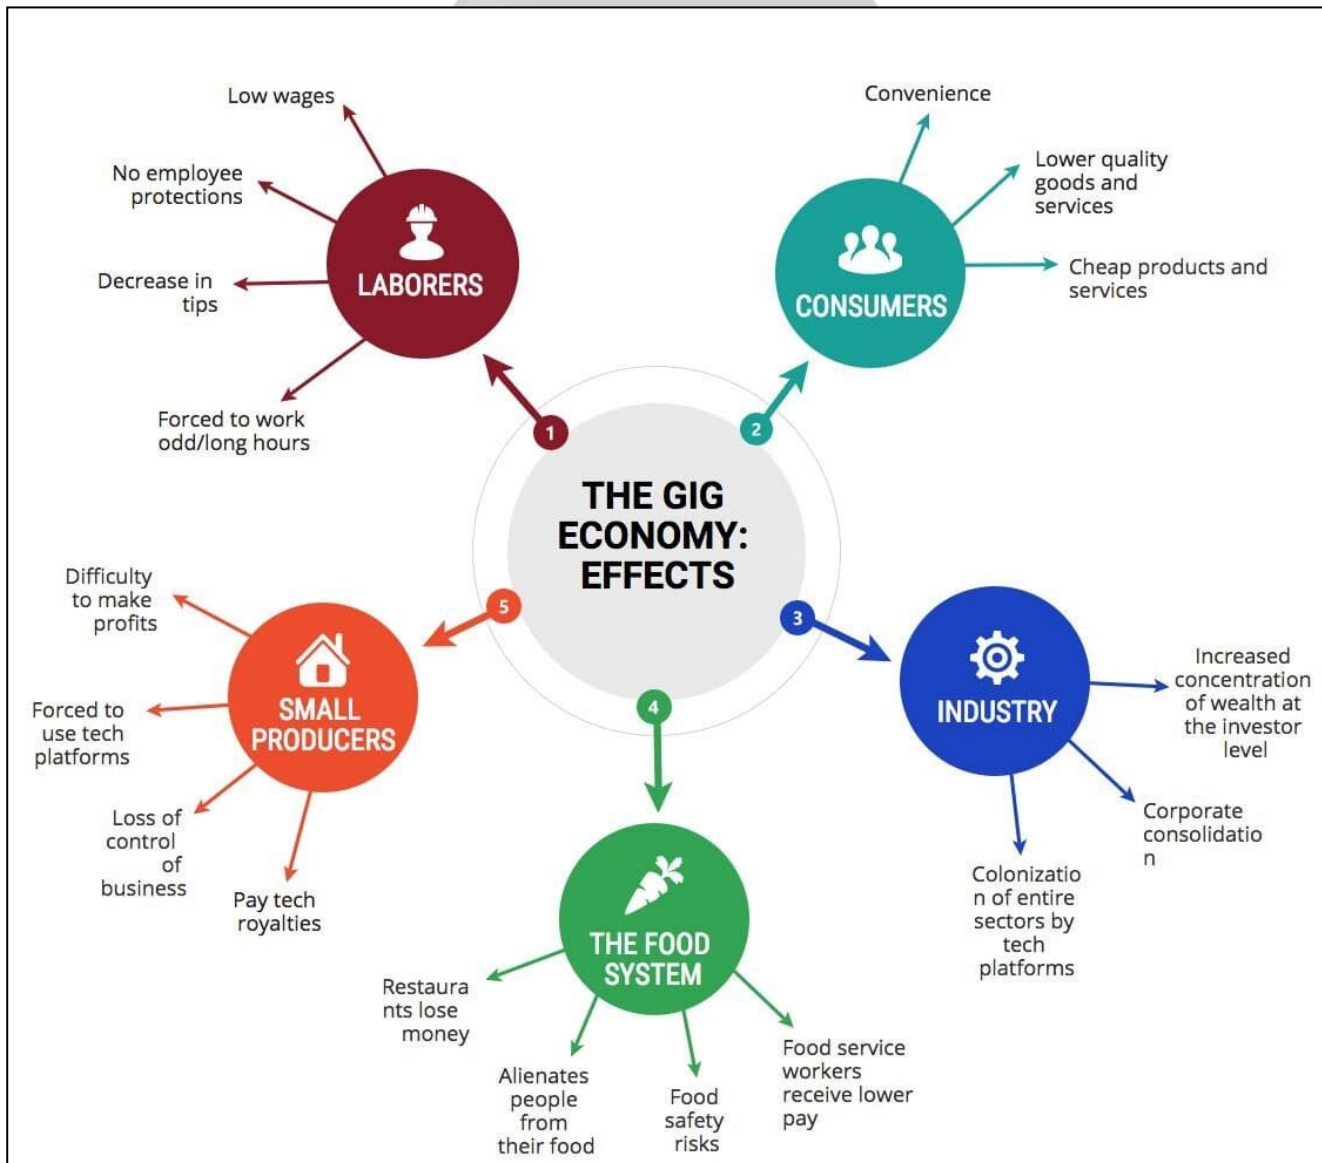 THE GIG
ECONOMY:
EFFECTS
1
LABORERS
Low wages
No employee
protections
Decrease in
tips
Forced to work
odd/long hours
2
CONSUMERS
Convenience
Lower quality
goods and
services
Cheap products and
services
3
INDUSTRY
Increased
concentration
of wealth at
the investor
level
Corporate
consolidatio
n
Colonizatio
n of entire
sectors by
tech
platforms
4
THE FOOD
SYSTEM
Food service
workers
receive lower
pay
Food
safety
risks
Alienates
people
from
their food
Restaura
nts lose
money
5
SMALL
PRODUCERS
Difficulty
to make
profits
Forced to
use tech
platforms
Loss of
control
of
business
Pay tech
royalties